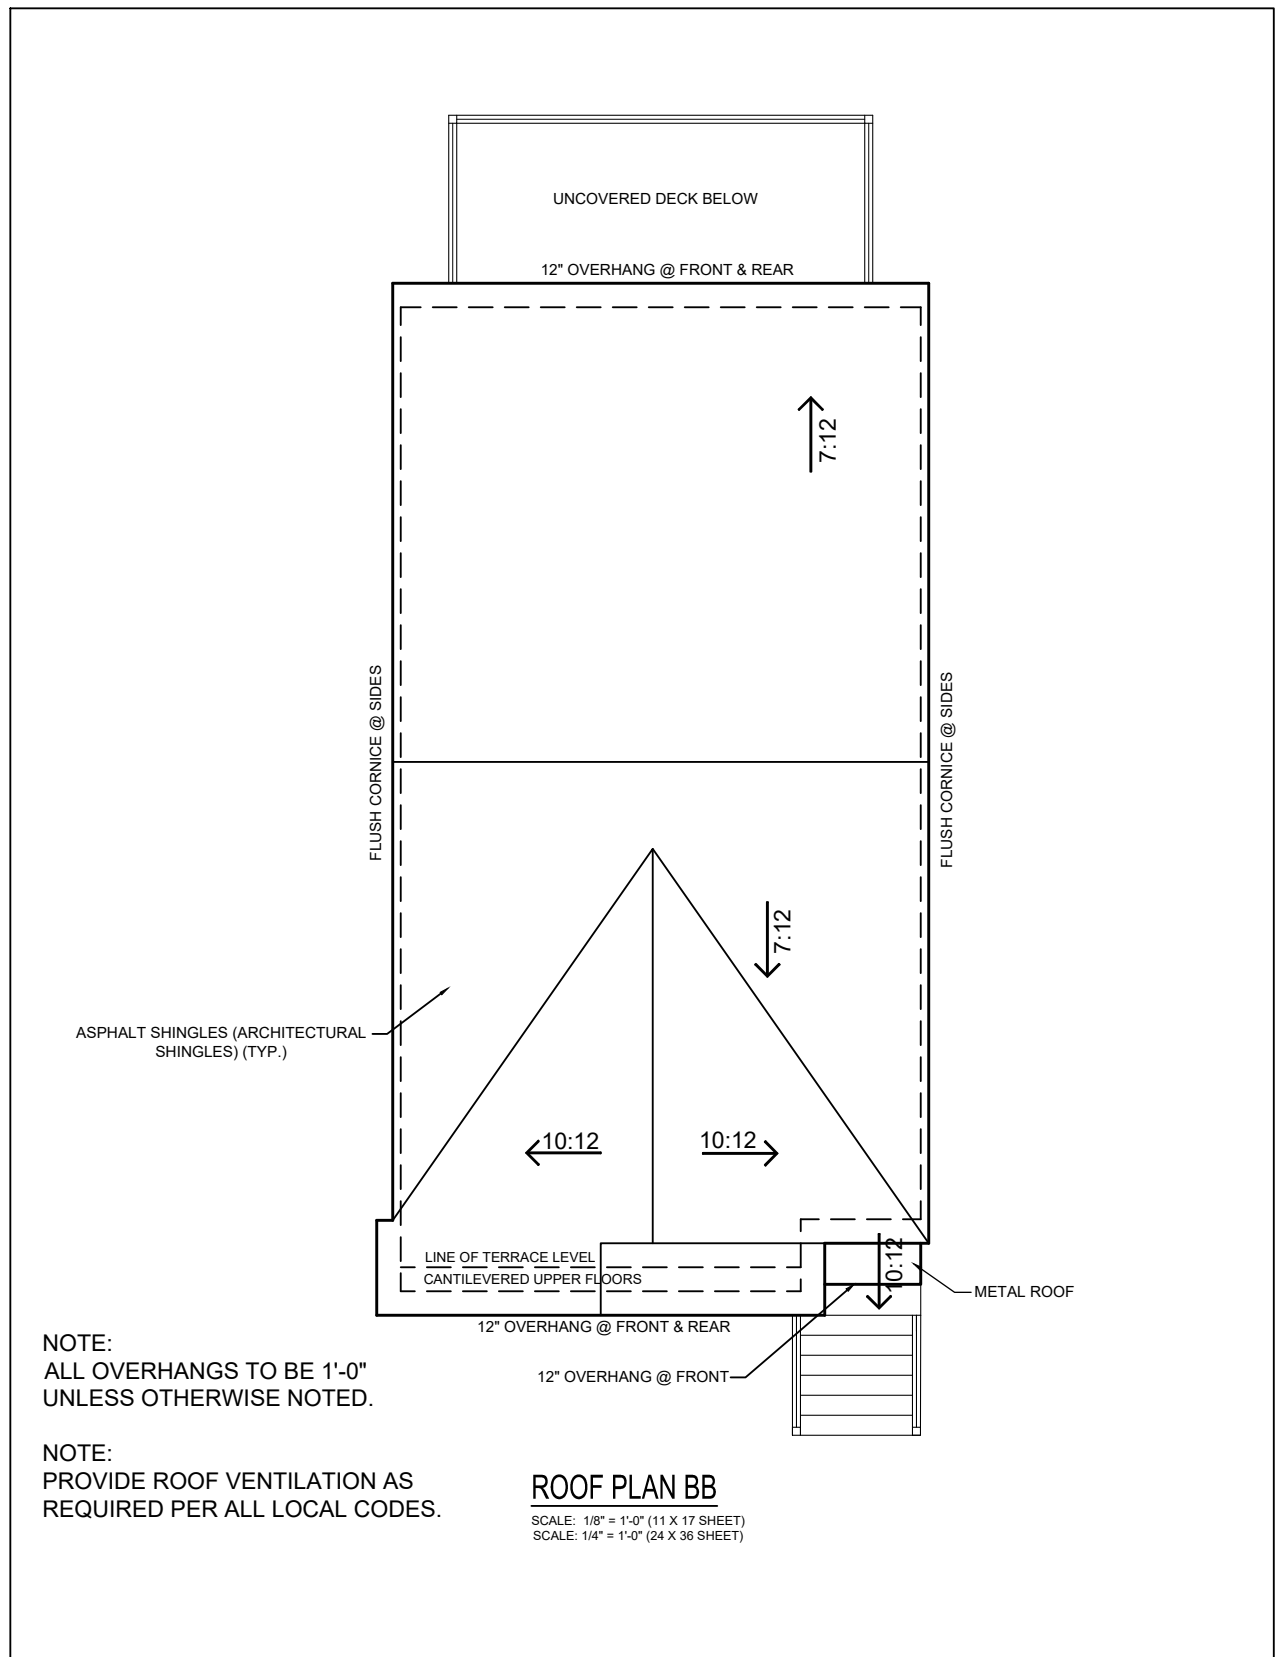 UNCOVERED DECK BELOW
12" OVERHANG @ FRONT & REAR
7:12
FLUSH CORNICE @ SIDES
FLUSH CORNICE @ SIDES
7:12
ASPHALT SHINGLES (ARCHITECTURAL
SHINGLES) (TYP.)
10:12
10:12
LINE OF TERRACE LEVEL
CANTILEVERED UPPER FLOORS
10:12
METAL ROOF
12" OVERHANG @ FRONT & REAR
12" OVERHANG @ FRONT
NOTE:
ALL OVERHANGS TO BE 1'-0"
UNLESS OTHERWISE NOTED.
NOTE:
PROVIDE ROOF VENTILATION AS
REQUIRED PER ALL LOCAL CODES.
ROOF PLAN BB
SCALE: 1/8" = 1'-0" (11 X 17 SHEET)
SCALE: 1/4" = 1'-0" (24 X 36 SHEET)